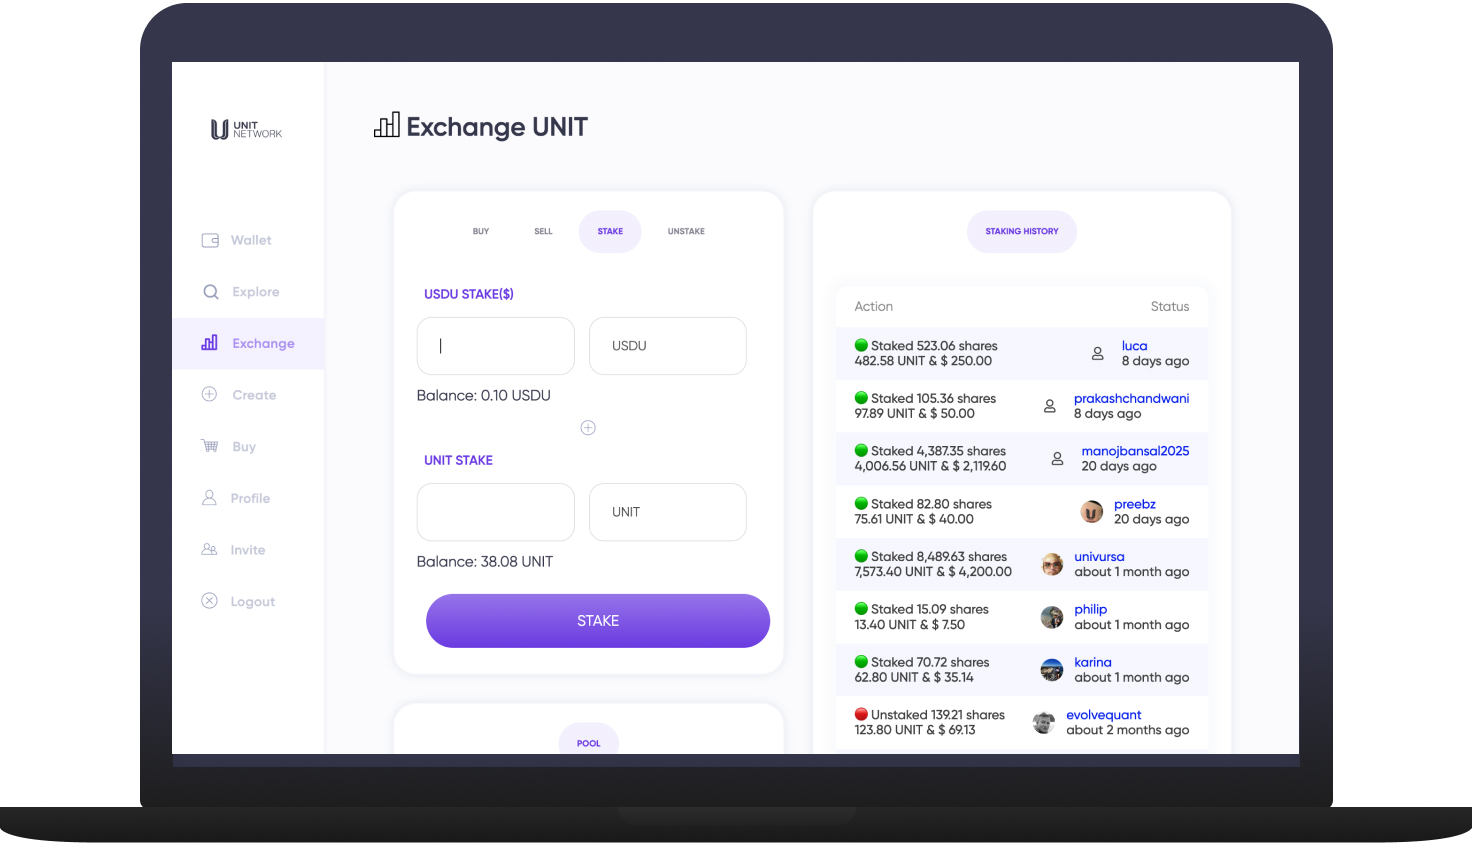 UNIT
NETWORK
Exchange UNIT
Wallet
Explore
Exchange
Create
Buy
Profile
Invite
Logout
BUY SELL STAKE UNSTAKE
USDU STAKE($)
USDU
Balance: 0.10 USDU
UNIT STAKE
UNIT
Balance: 38.08 UNIT
STAKE
POOL
STAKING HISTORY
Action Status
Staked 523.06 shares luca
482.58 UNIT & $ 250.00 8 days ago
Staked 105.36 shares prakashchandwani
97.89 UNIT & $ 50.00 8 days ago
Staked 4,387.35 shares manojbansal2025
4,006.56 UNIT & $ 2,119.60 20 days ago
Staked 82.80 shares preebz
75.61 UNIT & $ 40.00 20 days ago
Staked 8,489.63 shares univursa
7,573.40 UNIT & $ 4,200.00 about 1 month ago
Staked 15.09 shares philip
13.40 UNIT & $ 7.50 about 1 month ago
Staked 70.72 shares karina
62.80 UNIT & $ 35.14 about 1 month ago
Unstaked 139.21 shares evolvequant
123.80 UNIT & $ 69.13 about 2 months ago